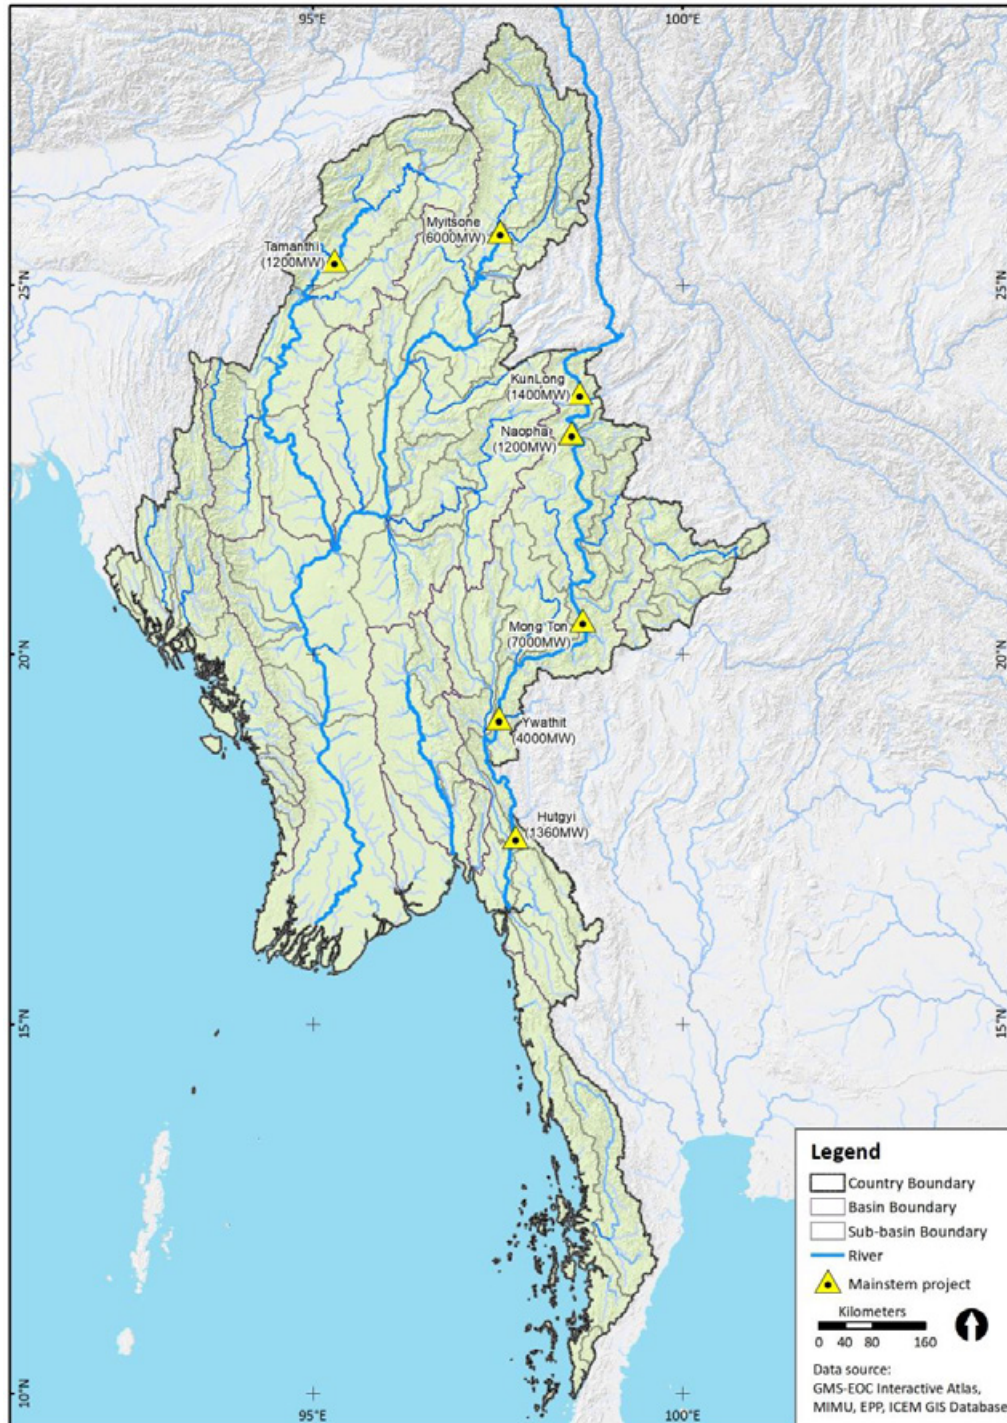 95°E
100°E
Myitsone
(6000MW)
Tamanthi
(1200MW)
25°N
25°N
KunLong
(1400MW)
Naopha
(1200MW)
Mong Ton
(7000MW)
20°N
20°N
Ywathit
(4000MW)
Hutgyi
(1360MW)
15°N
15°N
Legend
Country Boundary
Basin Boundary
Sub-basin Boundary
River
Mainstem project
Kilometers
0 40 80 160
Data source:
GMS-EOC Interactive Atlas,
MIMU, EPP, ICEM GIS Database
10°N
95°E
100°E